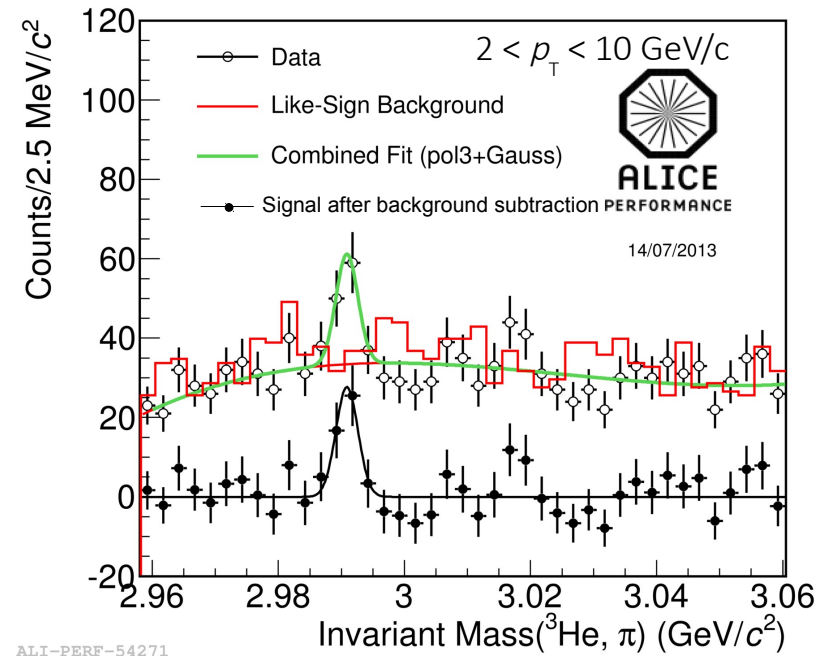 120
100
80
60
40
20
0
-20
Counts/2.5 MeV/c²
2 < p_T < 10 GeV/c
Data
Like-Sign Background
Combined Fit (pol3+Gauss)
Signal after background subtraction
ALICE
PERFORMANCE
14/07/2013
2.96 2.98 3 3.02 3.04 3.06
Invariant Mass(³He, π) (GeV/c²)
ALI-PERF-54271